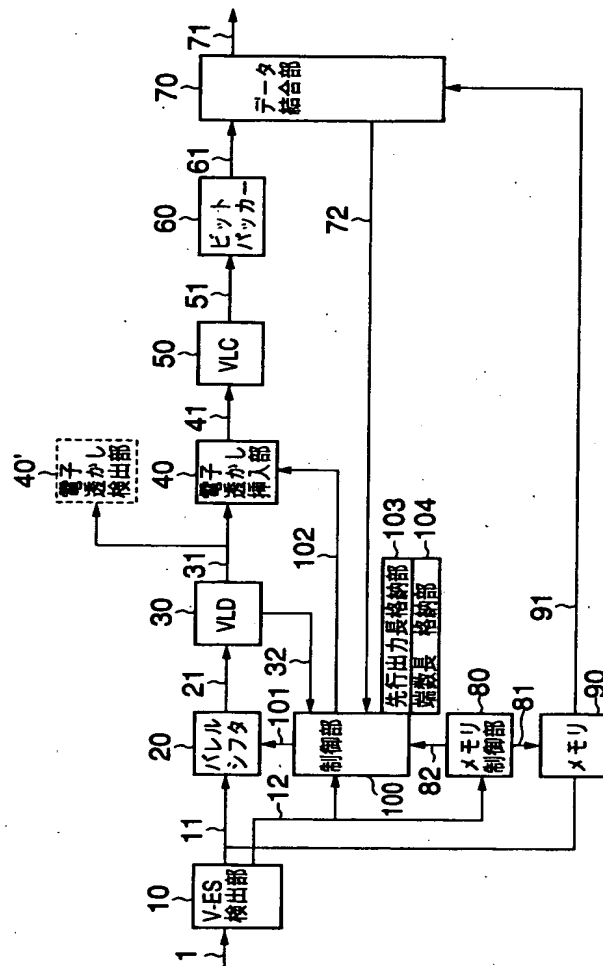 1
10
V-ES
検出部
11
12
20
バレル
シフタ
21
101
30
VLD
31
32
40'
電子
透かし
検出部
40
電子
透かし
挿入部
41
102
50
VLC
51
60
ビット
パッカー
61
70
データ
結合部
71
72
制御部
100
先行出力長格納部
103
端数長 格納部
104
82
80
メモリ
制御部
81
メモリ
90
91